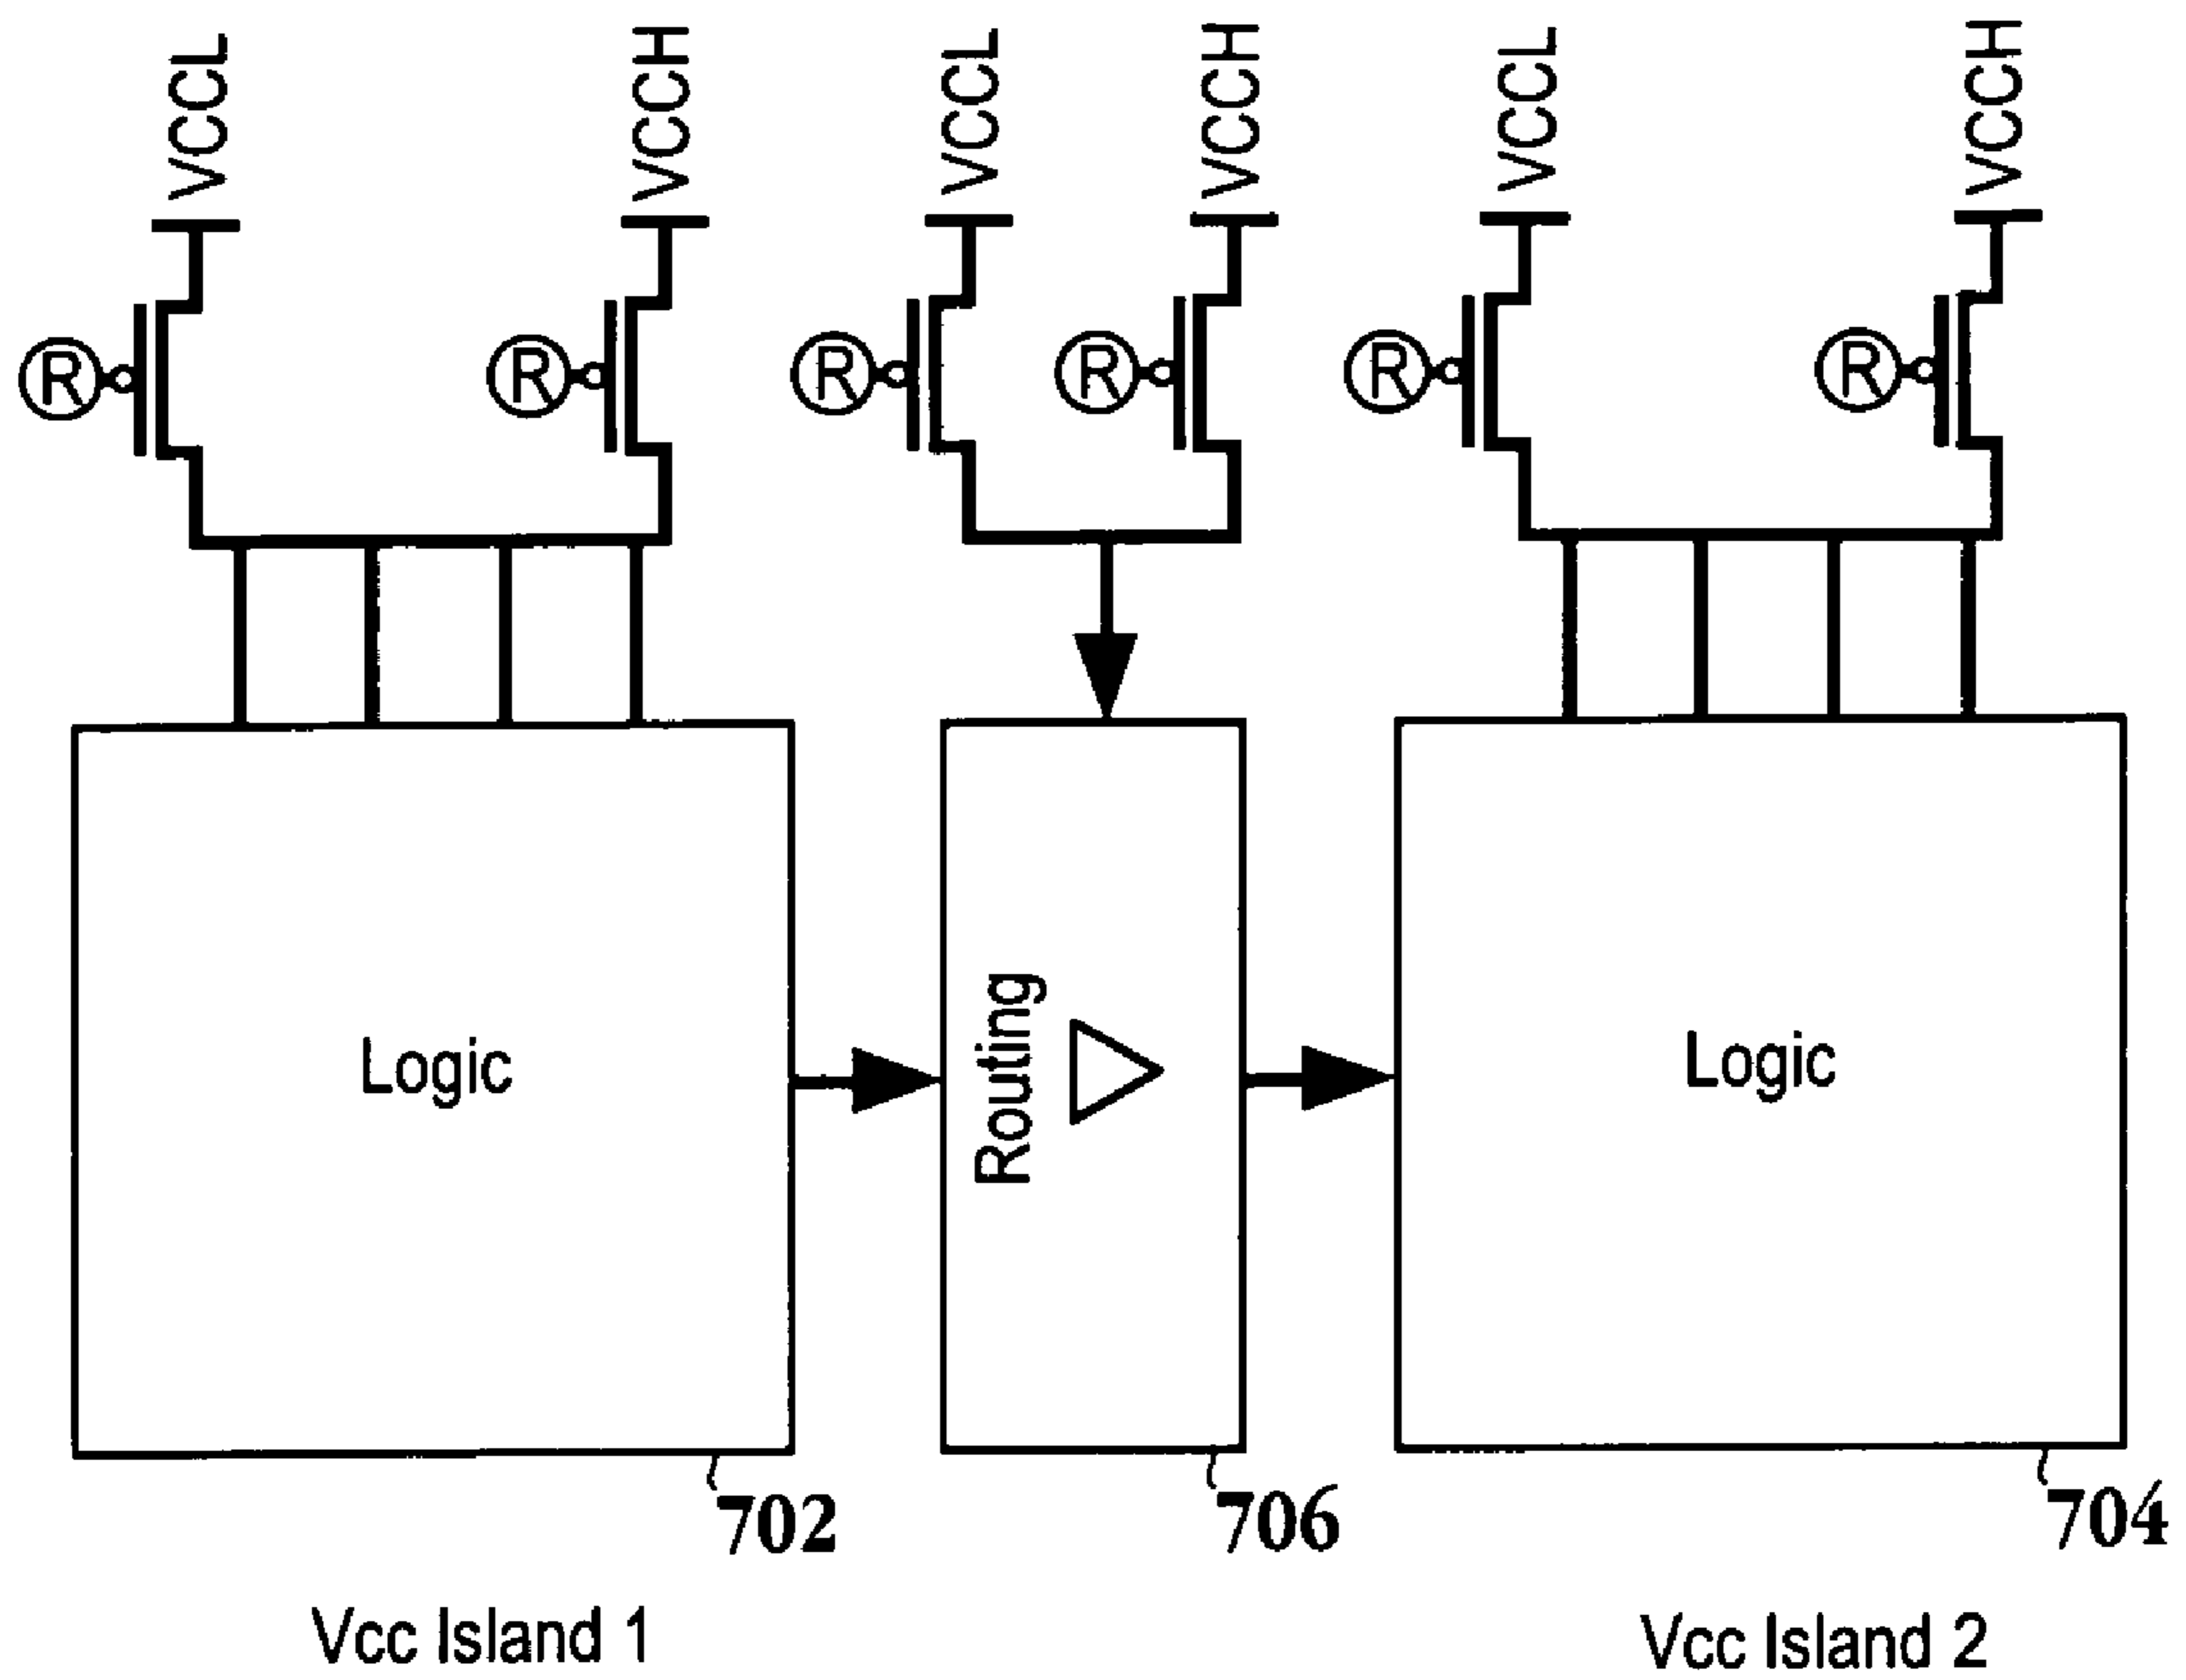 VCCL
VCCH
VCCL
VCCH
VCCL
VCCH
R
R
R
R
R
R
Logic
Routing
Logic
702
706
704
Vcc Island 1
Vcc Island 2